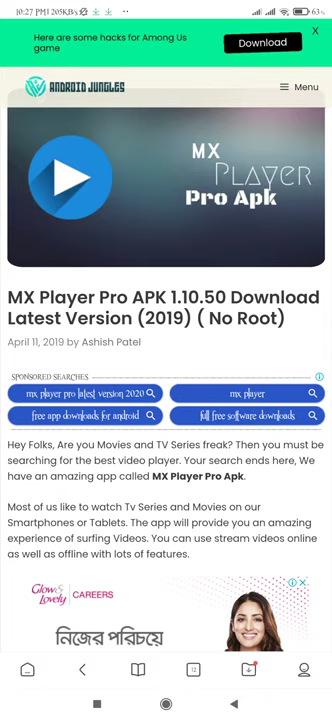 10:27 PM | 205KB/s
63%
Here are some hacks for Among Us
game
Download
X
ANDROID JUNGLES
Menu
MX
PLAYER
Pro Apk
MX Player Pro APK 1.10.50 Download
Latest Version (2019) ( No Root)
April 11, 2019 by Ashish Patel
SPONSORED SEARCHES
mx player pro latest version 2020
mx player
free app downloads for android
full free software downloads
Hey Folks, Are you Movies and TV Series freak? Then you must be
searching for the best video player. Your search ends here, We
have an amazing app called MX Player Pro Apk.
Most of us like to watch Tv Series and Movies on our
Smartphones or Tablets. The app will provide you an amazing
experience of surfing Videos. You can use stream videos online
as well as offline with lots of features.
Glow &
Lovely
CAREERS
নিজের পরিচয়ে
12